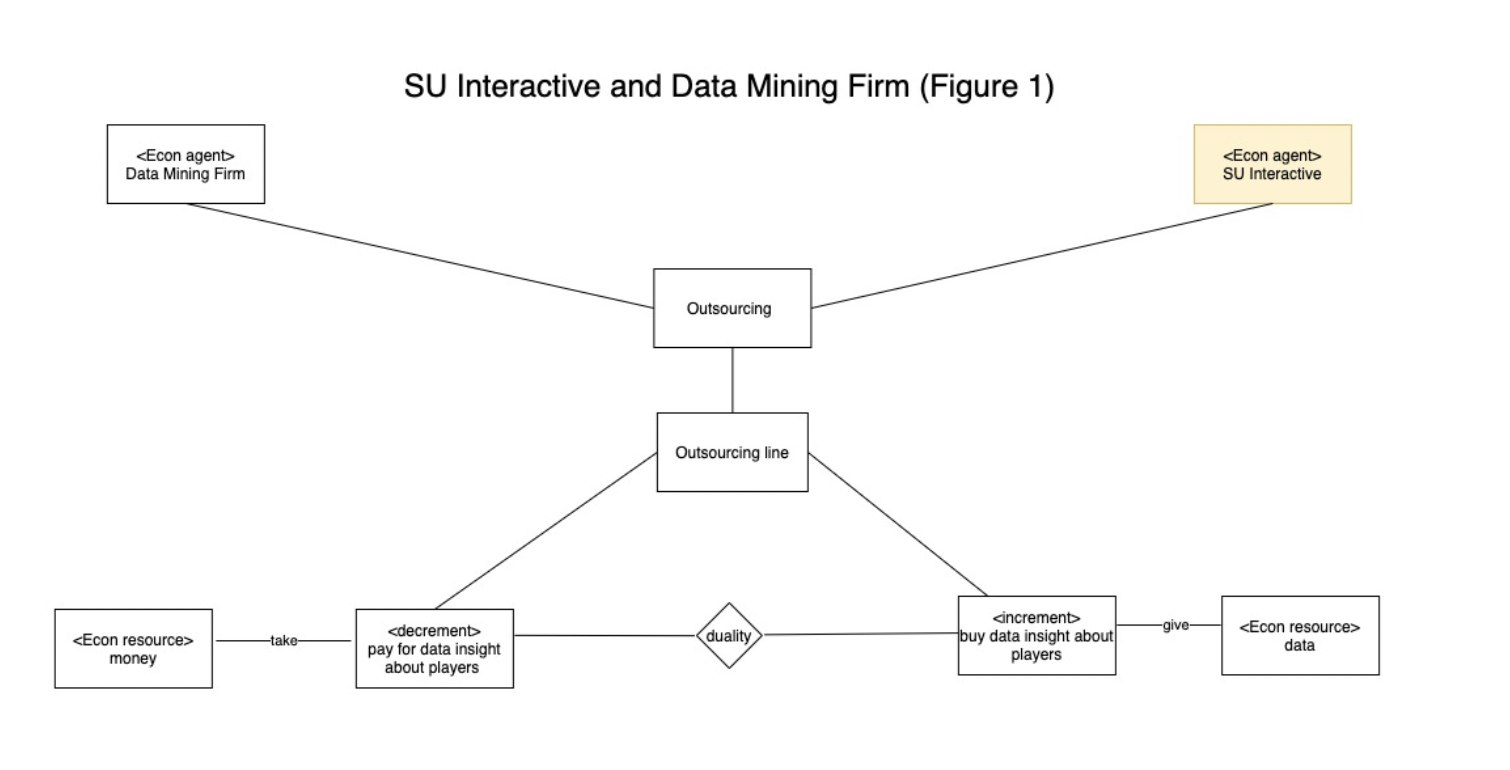 SU Interactive and Data Mining Firm (Figure 1)
<Econ agent>
Data Mining Firm
<Econ agent>
SU Interactive
Outsourcing
Outsourcing line
<Econ resource>
money
take
<decrement>
pay for data insight
about players
duality
<increment>
buy data insight about
players
give
<Econ resource>
data